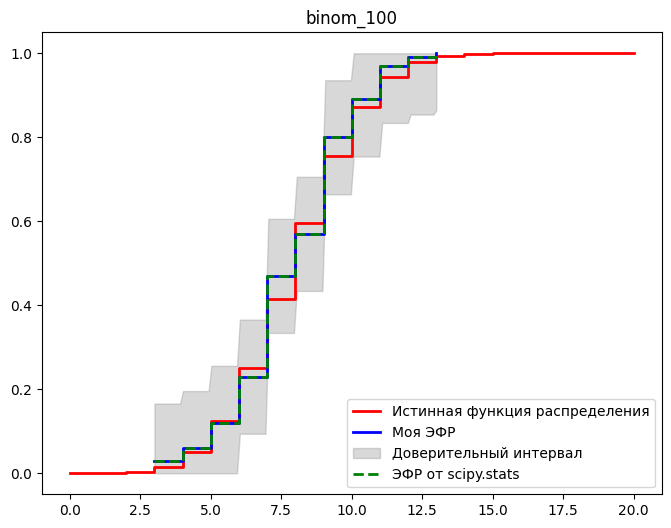 binom_100
1.0
0.8
0.6
0.4
0.2
0.0
Истинная функция распределения
Моя ЭФР
Доверительный интервал
ЭФР от scipy.stats
0.0 2.5 5.0 7.5 10.0 12.5 15.0 17.5 20.0